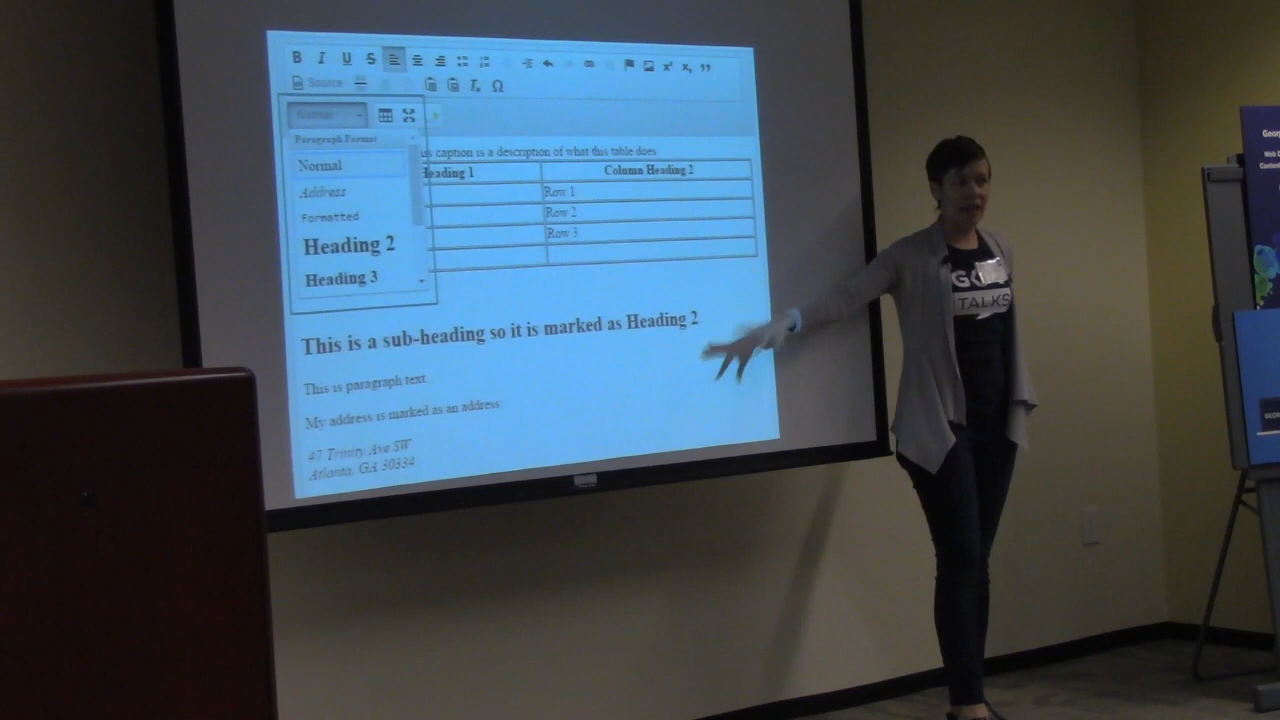 B I U S
Source
Normal
Paragraph Format
Normal
Address
Formatted
Heading 2
Heading 3
caption is a description of what this table does.
Heading 1
Column Heading 2
Row 1
Row 2
Row 3
This is a sub-heading so it is marked as Heading 2
This is paragraph text.
My address is marked as an address:
47 Trinity Ave SW
Atlanta, GA 30334
TALKS